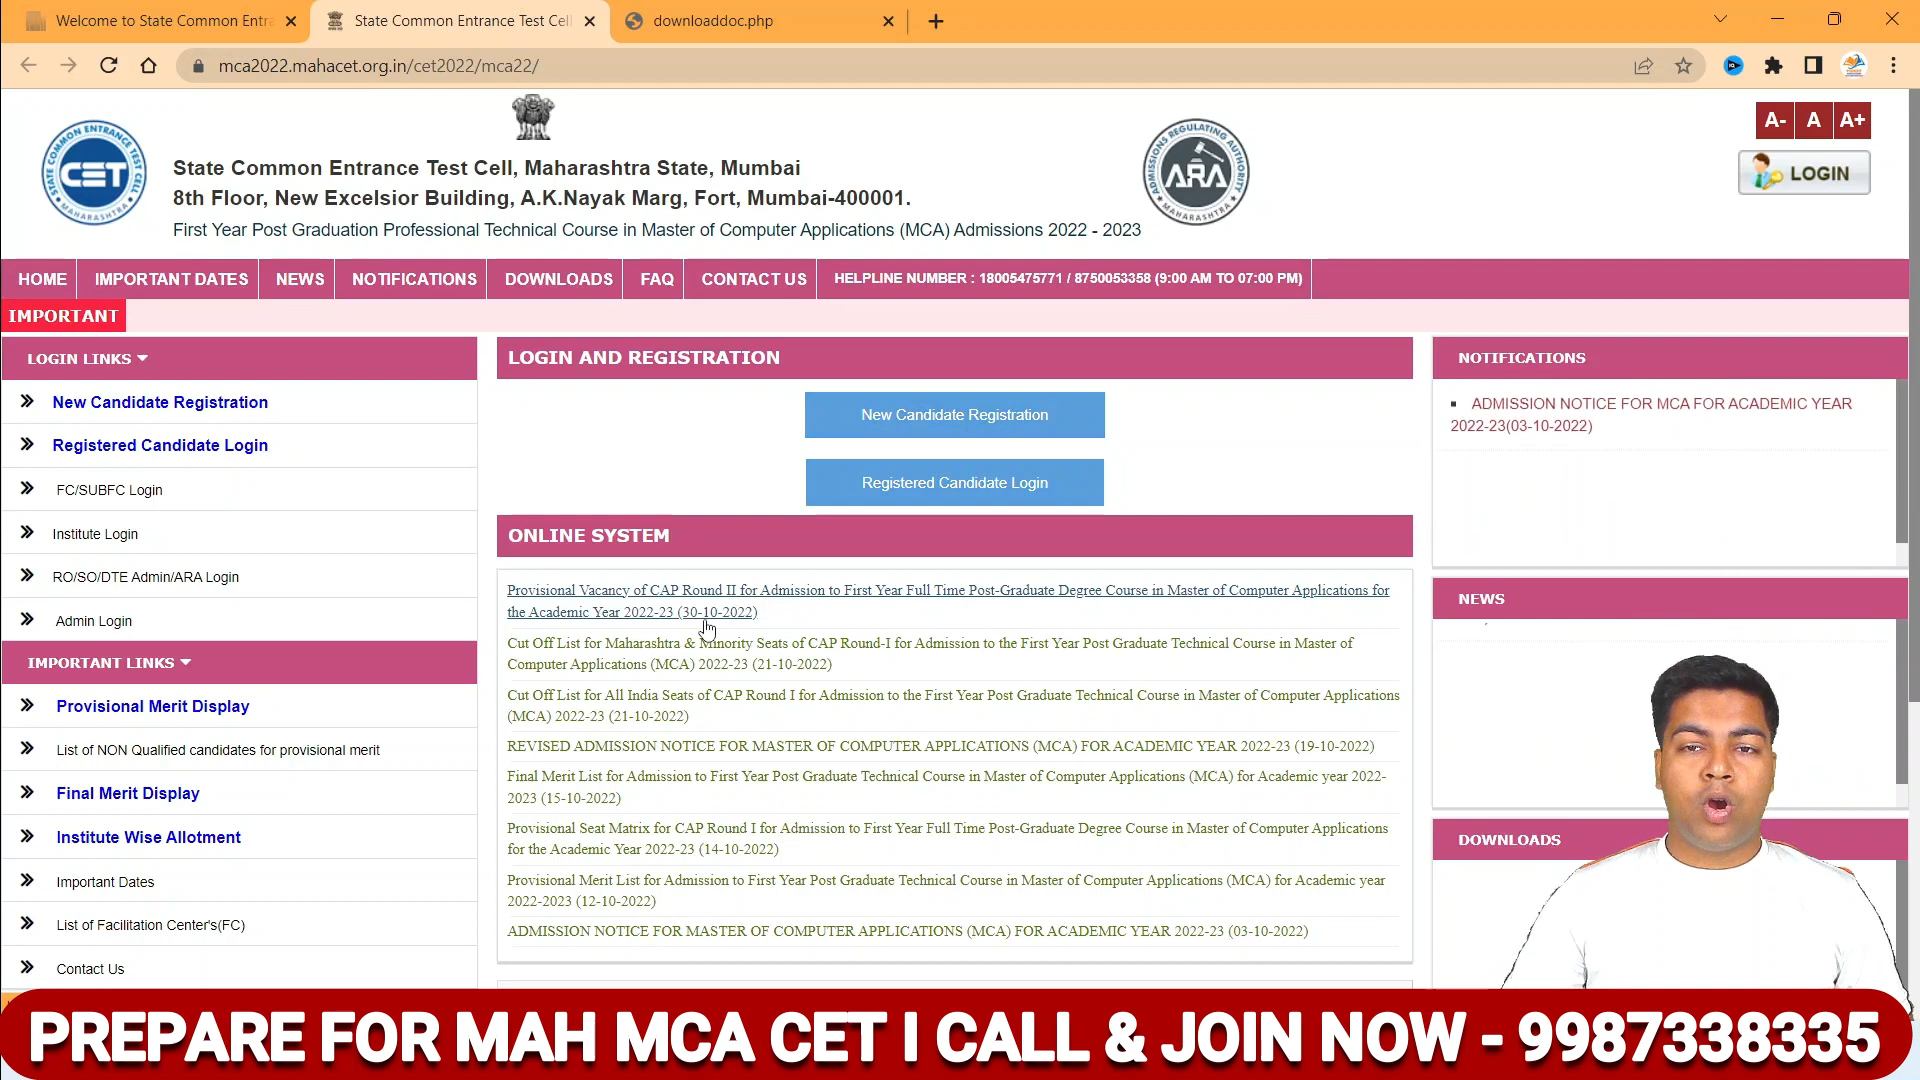 Welcome to State Common Entra
State Common Entrance Test Cell
downloaddoc.php
mca2022.mahacet.org.in/cet2022/mca22/
STATE COMMON ENTRANCE TEST CELL
CET
MAHARASHTRA
State Common Entrance Test Cell, Maharashtra State, Mumbai
8th Floor, New Excelsior Building, A.K.Nayak Marg, Fort, Mumbai-400001.
First Year Post Graduation Professional Technical Course in Master of Computer Applications (MCA) Admissions 2022 - 2023
ADMISSIONS REGULATING AUTHORITY
ARA
MAHARASHTRA
A- A A+
LOGIN
HOME IMPORTANT DATES NEWS NOTIFICATIONS DOWNLOADS FAQ CONTACT US HELPLINE NUMBER : 18005475771 / 8750053358 (9:00 AM TO 07:00 PM)
IMPORTANT
LOGIN LINKS
New Candidate Registration
Registered Candidate Login
FC/SUBFC Login
Institute Login
RO/SO/DTE Admin/ARA Login
Admin Login
IMPORTANT LINKS
Provisional Merit Display
List of NON Qualified candidates for provisional merit
Final Merit Display
Institute Wise Allotment
Important Dates
List of Facilitation Center's(FC)
Contact Us
LOGIN AND REGISTRATION
New Candidate Registration
Registered Candidate Login
ONLINE SYSTEM
Provisional Vacancy of CAP Round II for Admission to First Year Full Time Post-Graduate Degree Course in Master of Computer Applications for
the Academic Year 2022-23 (30-10-2022)
Cut Off List for Maharashtra & Minority Seats of CAP Round-I for Admission to the First Year Post Graduate Technical Course in Master of
Computer Applications (MCA) 2022-23 (21-10-2022)
Cut Off List for All India Seats of CAP Round I for Admission to the First Year Post Graduate Technical Course in Master of Computer Applications
(MCA) 2022-23 (21-10-2022)
REVISED ADMISSION NOTICE FOR MASTER OF COMPUTER APPLICATIONS (MCA) FOR ACADEMIC YEAR 2022-23 (19-10-2022)
Final Merit List for Admission to First Year Post Graduate Technical Course in Master of Computer Applications (MCA) for Academic year 2022-
2023 (15-10-2022)
Provisional Seat Matrix for CAP Round I for Admission to First Year Full Time Post-Graduate Degree Course in Master of Computer Applications
for the Academic Year 2022-23 (14-10-2022)
Provisional Merit List for Admission to First Year Post Graduate Technical Course in Master of Computer Applications (MCA) for Academic year
2022-2023 (12-10-2022)
ADMISSION NOTICE FOR MASTER OF COMPUTER APPLICATIONS (MCA) FOR ACADEMIC YEAR 2022-23 (03-10-2022)
NOTIFICATIONS
ADMISSION NOTICE FOR MCA FOR ACADEMIC YEAR
2022-23(03-10-2022)
NEWS
DOWNLOADS
PREPARE FOR MAH MCA CET I CALL & JOIN NOW - 9987338335